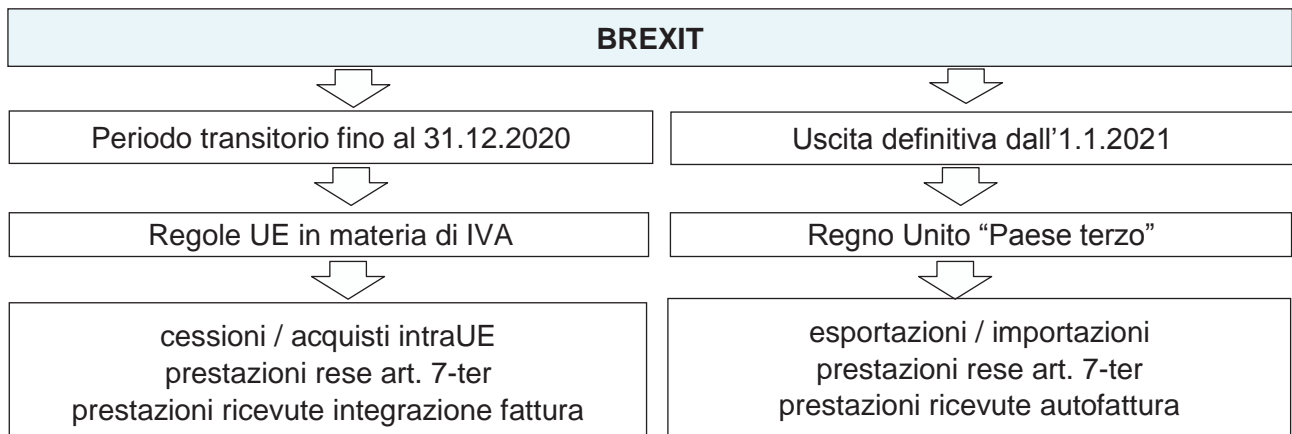 BREXIT
Periodo transitorio fino al 31.12.2020
Uscita definitiva dall’1.1.2021
Regole UE in materia di IVA
Regno Unito “Paese terzo”
cessioni / acquisti intraUE
prestazioni rese art. 7-ter
prestazioni ricevute integrazione fattura
esportazioni / importazioni
prestazioni rese art. 7-ter
prestazioni ricevute autofattura